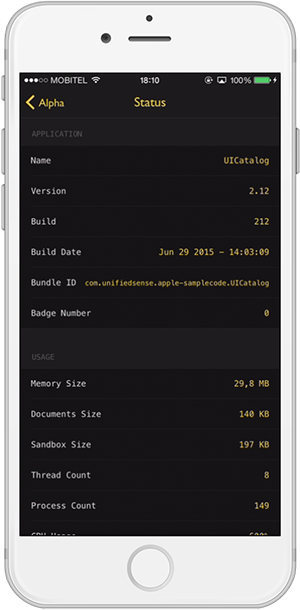 ●●●○○ MOBITEL 18:10 100%
Alpha Status
APPLICATION
Name UICatalog
Version 2.12
Build 212
Build Date Jun 29 2015 – 14:03:09
Bundle ID com.unifiedsense.apple-samplecode.UICatalog
Badge Number 0
USAGE
Memory Size 29,8 MB
Documents Size 140 KB
Sandbox Size 197 KB
Thread Count 8
Process Count 149